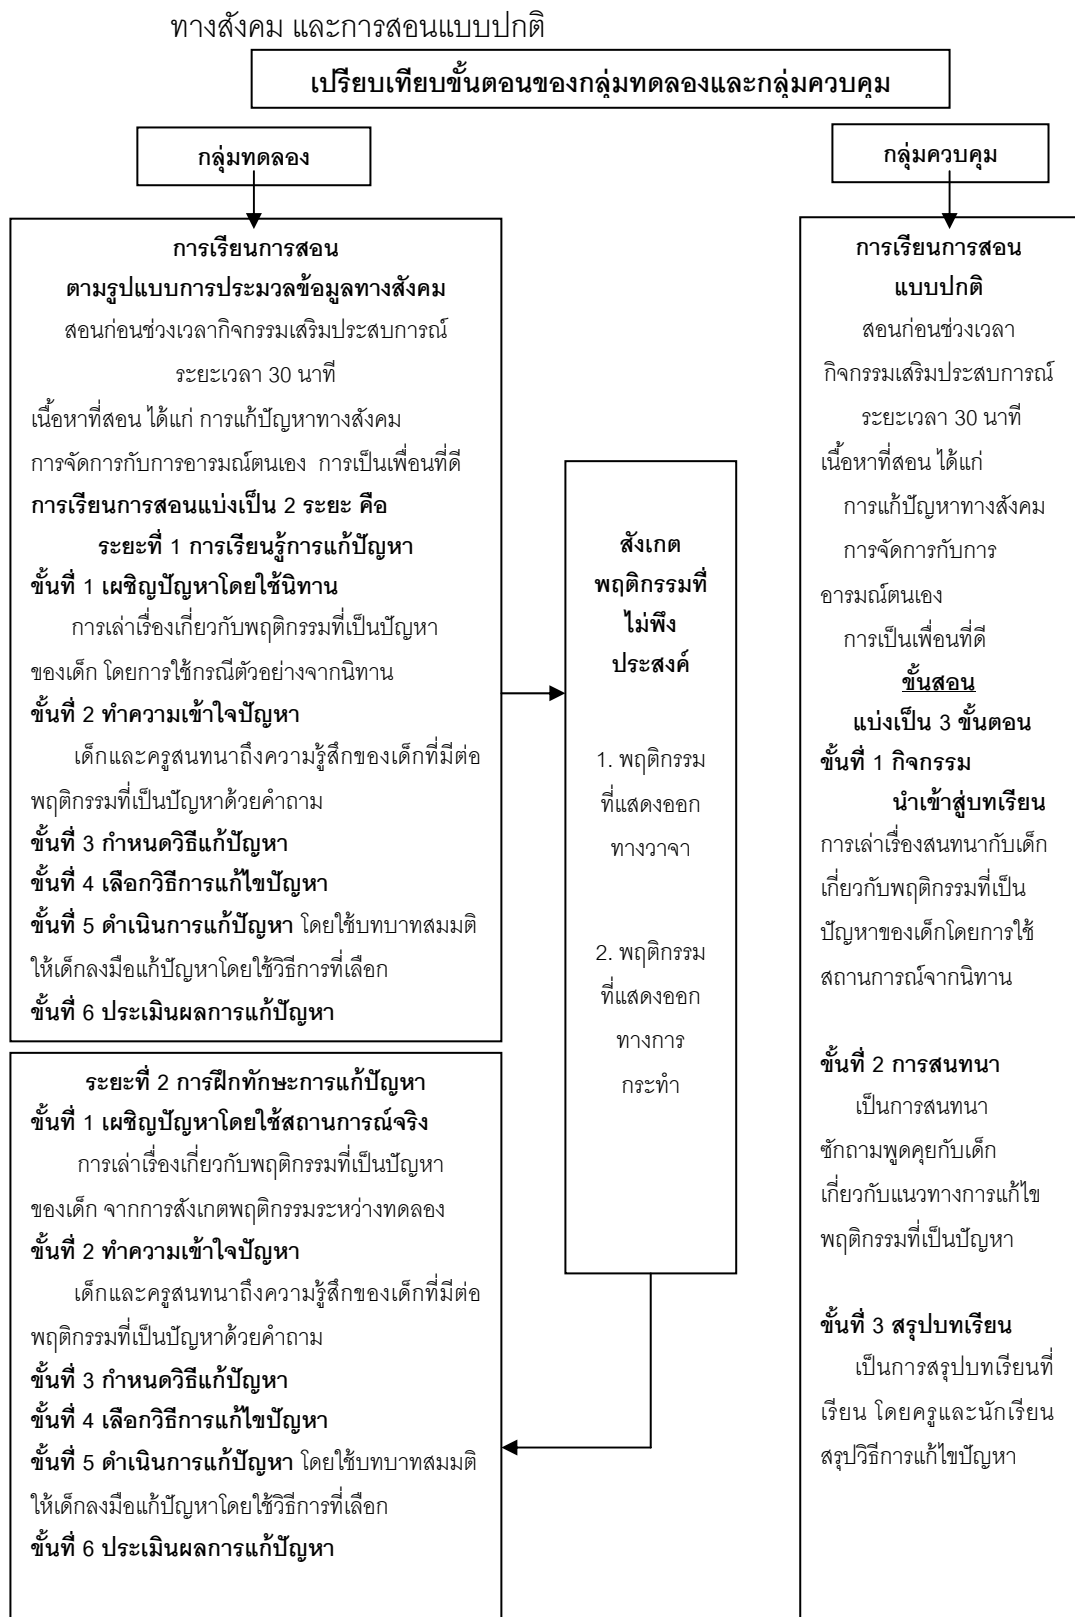 ทางสังคม และการสอนแบบปกติ
เปรียบเทียบขั้นตอนของกลุ่มทดลองและกลุ่มควบคุม
กลุ่มทดลอง
การเรียนการสอน
ตามรูปแบบการประมวลข้อมูลทางสังคม
สอนก่อนช่วงเวลากิจกรรมเสริมประสบการณ์
ระยะเวลา 30 นาที
เนื้อหาที่สอน ได้แก่ การแก้ปัญหาทางสังคม
การจัดการกับการอารมณ์ตนเอง การเป็นเพื่อนที่ดี
การเรียนการสอนแบ่งเป็น 2 ระยะ คือ
ระยะที่ 1 การเรียนรู้การแก้ปัญหา
ขั้นที่ 1 เผชิญปัญหาโดยใช้นิทาน
การเล่าเรื่องเกี่ยวกับพฤติกรรมที่เป็นปัญหา
ของเด็ก โดยการใช้กรณีตัวอย่างจากนิทาน
ขั้นที่ 2 ทำความเข้าใจปัญหา
เด็กและครูสนทนาถึงความรู้สึกของเด็กที่มีต่อ
พฤติกรรมที่เป็นปัญหาด้วยคำถาม
ขั้นที่ 3 กำหนดวิธีแก้ปัญหา
ขั้นที่ 4 เลือกวิธีการแก้ไขปัญหา
ขั้นที่ 5 ดำเนินการแก้ปัญหา โดยใช้บทบาทสมมติ
ให้เด็กลงมือแก้ปัญหาโดยใช้วิธีการที่เลือก
ขั้นที่ 6 ประเมินผลการแก้ปัญหา
ระยะที่ 2 การฝึกทักษะการแก้ปัญหา
ขั้นที่ 1 เผชิญปัญหาโดยใช้สถานการณ์จริง
การเล่าเรื่องเกี่ยวกับพฤติกรรมที่เป็นปัญหา
ของเด็ก จากการสังเกตพฤติกรรมระหว่างทดลอง
ขั้นที่ 2 ทำความเข้าใจปัญหา
เด็กและครูสนทนาถึงความรู้สึกของเด็กที่มีต่อ
พฤติกรรมที่เป็นปัญหาด้วยคำถาม
ขั้นที่ 3 กำหนดวิธีแก้ปัญหา
ขั้นที่ 4 เลือกวิธีการแก้ไขปัญหา
ขั้นที่ 5 ดำเนินการแก้ปัญหา โดยใช้บทบาทสมมติ
ให้เด็กลงมือแก้ปัญหาโดยใช้วิธีการที่เลือก
ขั้นที่ 6 ประเมินผลการแก้ปัญหา
สังเกต
พฤติกรรมที่
ไม่พึง
ประสงค์
1. พฤติกรรม
ที่แสดงออก
ทางวาจา
2. พฤติกรรม
ที่แสดงออก
ทางการ
กระทำ
กลุ่มควบคุม
การเรียนการสอน
แบบปกติ
สอนก่อนช่วงเวลา
กิจกรรมเสริมประสบการณ์
ระยะเวลา 30 นาที
เนื้อหาที่สอน ได้แก่
การแก้ปัญหาทางสังคม
การจัดการกับการ
อารมณ์ตนเอง
การเป็นเพื่อนที่ดี
ขั้นสอน
แบ่งเป็น 3 ขั้นตอน
ขั้นที่ 1 กิจกรรม
นำเข้าสู่บทเรียน
การเล่าเรื่องสนทนากับเด็ก
เกี่ยวกับพฤติกรรมที่เป็น
ปัญหาของเด็กโดยการใช้
สถานการณ์จากนิทาน
ขั้นที่ 2 การสนทนา
เป็นการสนทนา
ซักถามพูดคุยกับเด็ก
เกี่ยวกับแนวทางการแก้ไข
พฤติกรรมที่เป็นปัญหา
ขั้นที่ 3 สรุปบทเรียน
เป็นการสรุปบทเรียนที่
เรียน โดยครูและนักเรียน
สรุปวิธีการแก้ไขปัญหา